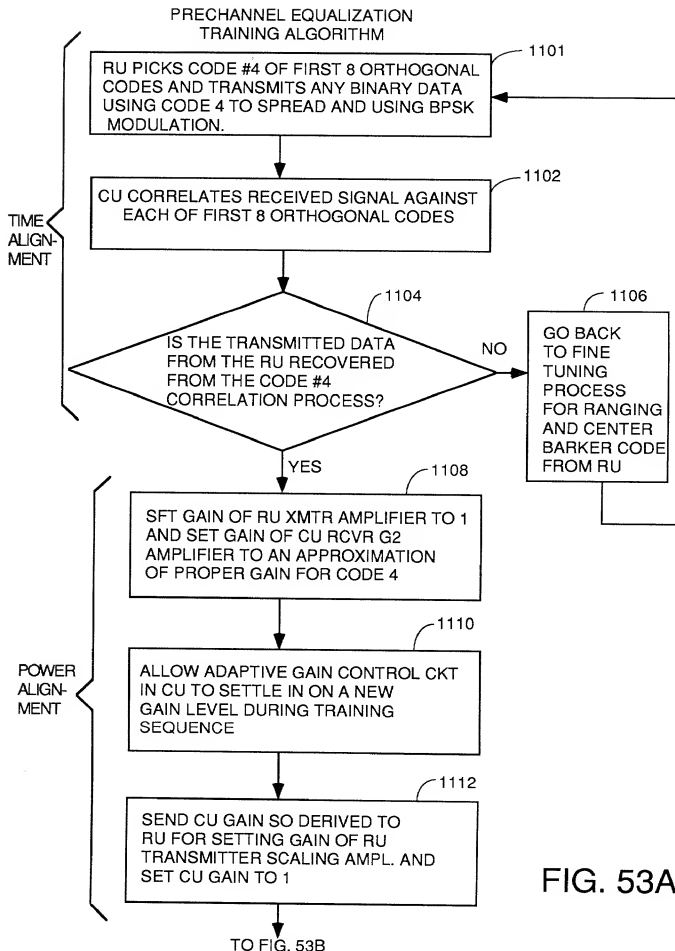 PRECHANNEL EQUALIZATION
TRAINING ALGORITHM
1101
RU PICKS CODE #4 OF FIRST 8 ORTHOGONAL
CODES AND TRANSMITS ANY BINARY DATA
USING CODE 4 TO SPREAD AND USING BPSK
MODULATION.
1102
CU CORRELATES RECEIVED SIGNAL AGAINST
EACH OF FIRST 8 ORTHOGONAL CODES
TIME
ALIGN-
MENT
1104
IS THE TRANSMITTED DATA
FROM THE RU RECOVERED
FROM THE CODE #4
CORRELATION PROCESS?
NO
1106
GO BACK
TO FINE
TUNING
PROCESS
FOR RANGING
AND CENTER
BARKER CODE
FROM RU
YES
1108
SFT GAIN OF RU XMTR AMPLIFIER TO 1
AND SET GAIN OF CU RCVR G2
AMPLIFIER TO AN APPROXIMATION
OF PROPER GAIN FOR CODE 4
1110
POWER
ALIGN-
MENT
ALLOW ADAPTIVE GAIN CONTROL CKT
IN CU TO SETTLE IN ON A NEW
GAIN LEVEL DURING TRAINING
SEQUENCE
1112
SEND CU GAIN SO DERIVED TO
RU FOR SETTING GAIN OF RU
TRANSMITTER SCALING AMPL. AND
SET CU GAIN TO 1
FIG. 53A
TO FIG. 53B